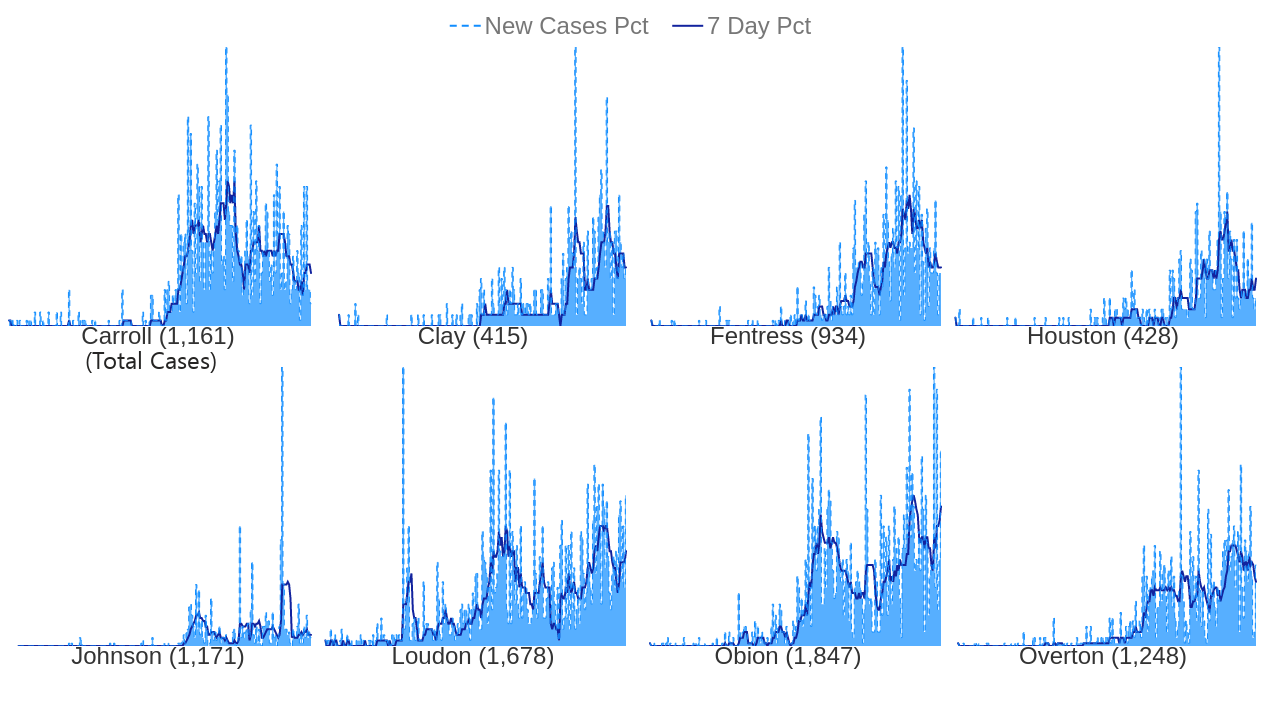 New Cases Pct 7 Day Pct
Carroll (1,161) Clay (415) Fentress (934) Houston (428)
(Total Cases)
Johnson (1,171) Loudon (1,678) Obion (1,847) Overton (1,248)